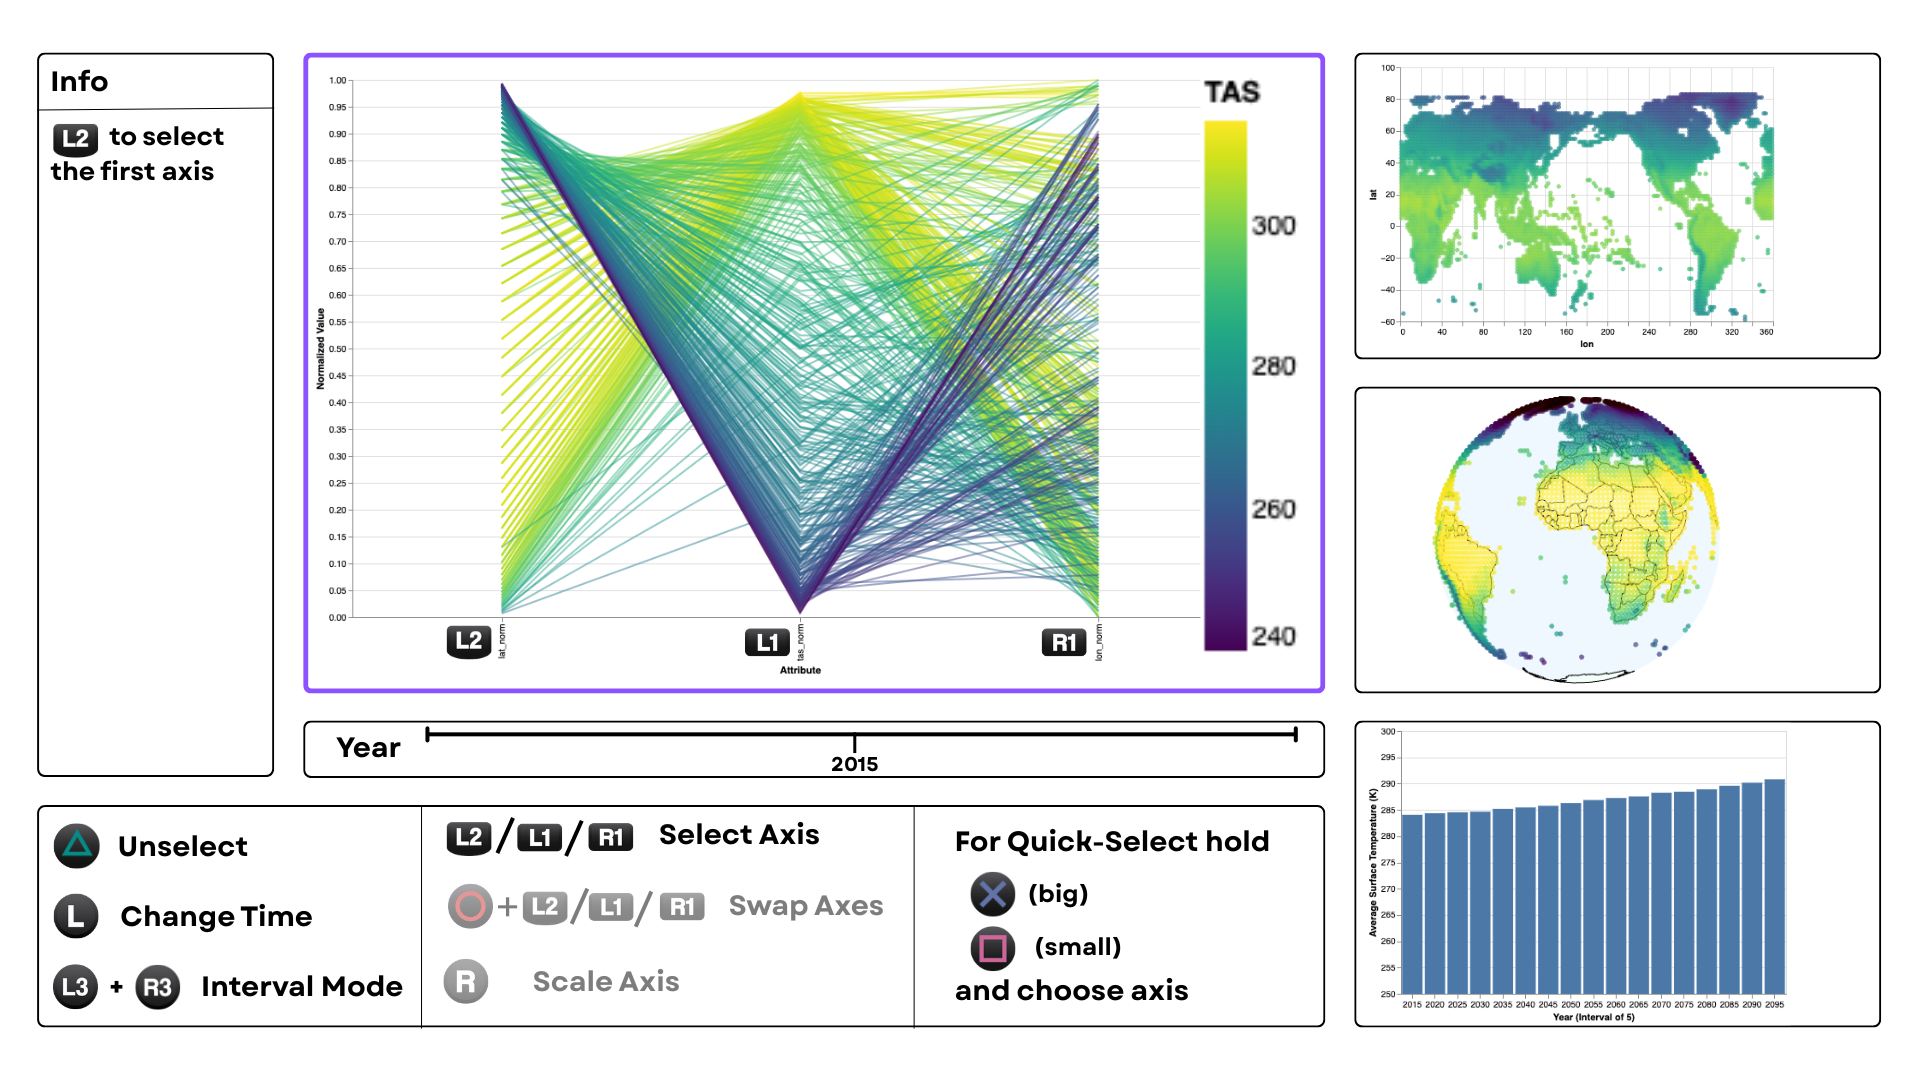 Info
L2 to select
the first axis
1.00
0.95
0.90
0.85
0.80
0.75
0.70
0.65
0.60
0.55
0.50
0.45
0.40
0.35
0.30
0.25
0.20
0.15
0.10
0.05
0.00
Normalized Value
L2 lat_norm
L1 tas_norm
R1 lon_norm
Attribute
TAS
300
280
260
240
100
80
60
40
20
0
−20
−40
−60
lat
0 40 80 120 160 200 240 280 320 360
lon
Year
2015
300
295
290
285
280
275
270
265
260
255
250
Average Surface Temperature (K)
2015 2020 2025 2030 2035 2040 2045 2050 2055 2060 2065 2070 2075 2080 2085 2090 2095
Year (Interval of 5)
Unselect
L Change Time
L3 + R3 Interval Mode
L2 / L1 / R1 Select Axis
+ L2 / L1 / R1 Swap Axes
R Scale Axis
For Quick-Select hold
(big)
(small)
and choose axis